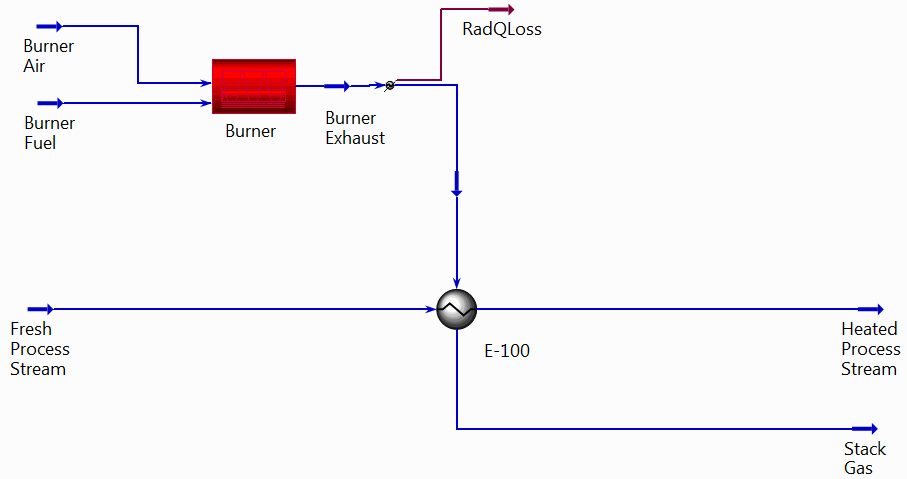 Burner
Air
RadQLoss
Burner
Fuel
Burner
Burner
Exhaust
Fresh
Process
Stream
E-100
Heated
Process
Stream
Stack
Gas